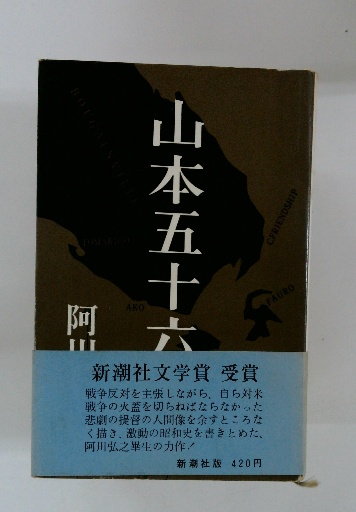 山本五十六
阿川
新潮社文学賞 受賞
戦争反対を主張しながら、自ら対米
戦争の火蓋を切らねばならなかった
悲劇の提督の人間像を余すところな
く描き、激動の昭和史を書きとめた、
阿川弘之畢生の力作!
新潮社版 420円
BOUGAINVILLE
C.FRIENDSHIP
AKO
PAGEO